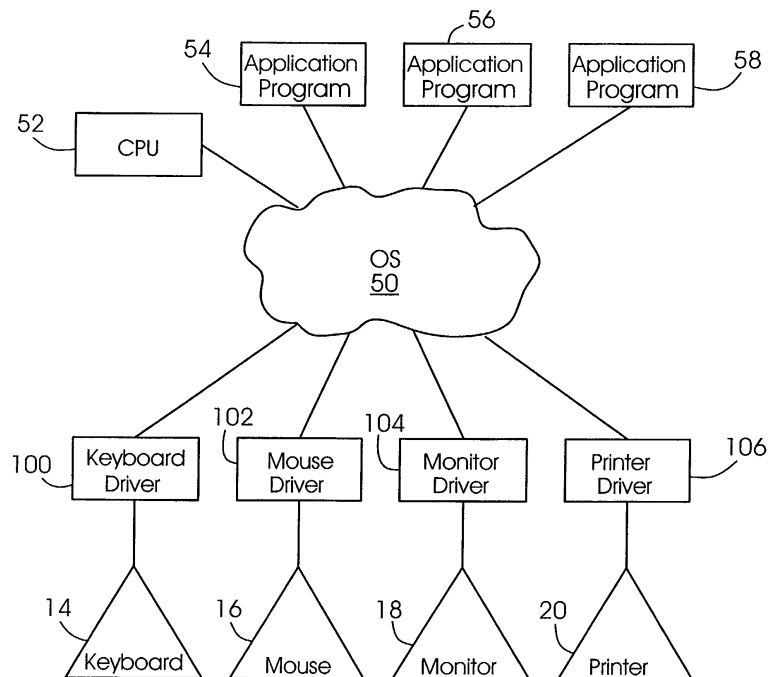 56
54
Application
Program
Application
Program
Application
Program
58
52
CPU
OS
50
102
104
100
Keyboard
Driver
Mouse
Driver
Monitor
Driver
Printer
Driver
106
14
16
18
20
Keyboard
Mouse
Monitor
Printer